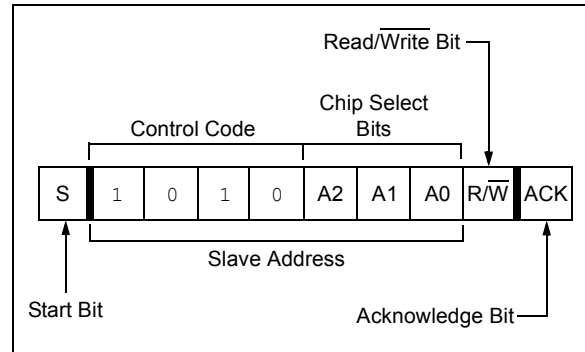 Read/Write Bit
Chip Select
Control Code Bits
S 1 0 1 0 A2 A1 A0 R/W ACK
Slave Address
Start Bit
Acknowledge Bit